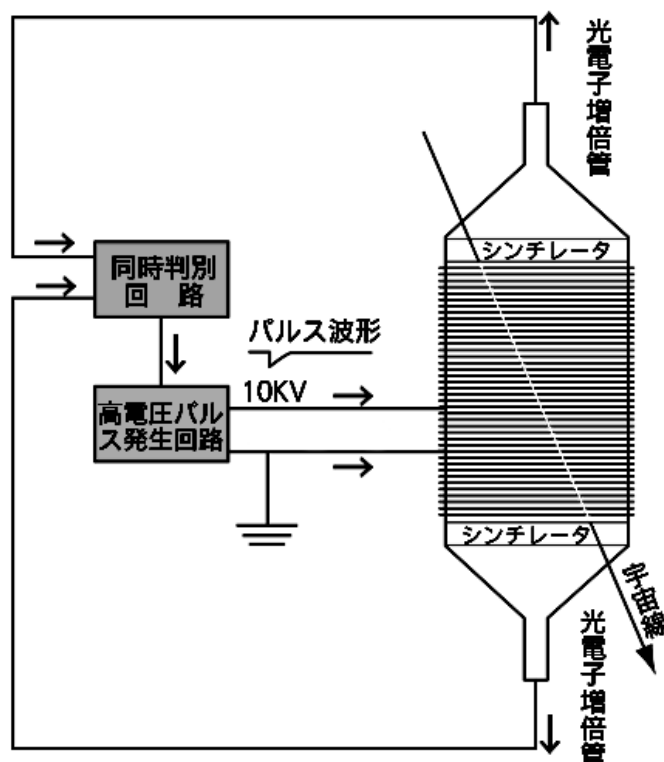 光電子増倍管
シンチレータ
同時判別
回 路
パルス波形
10KV
高電圧パル
ス発生回路
シンチレータ
宇宙線
光電子増倍管